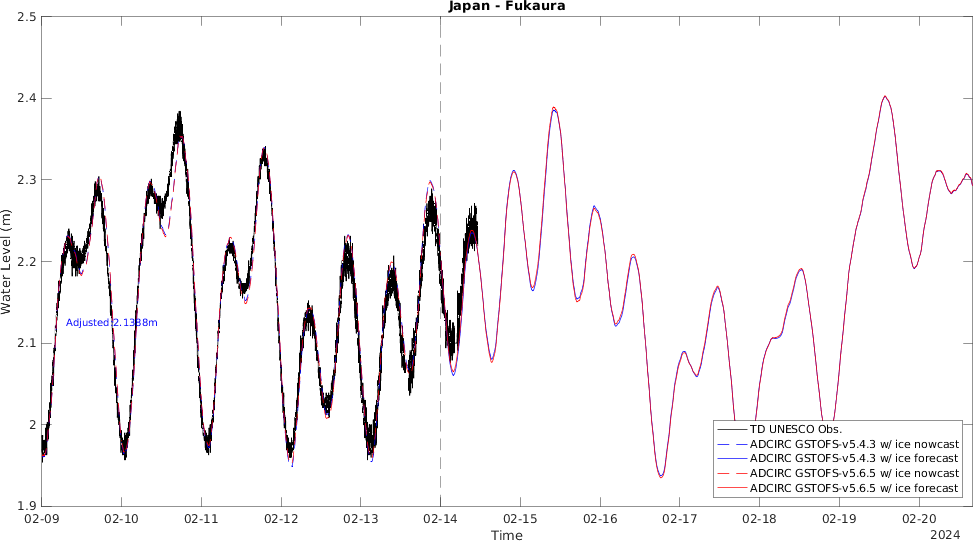 Japan - Fukaura
2.5
2.4
2.3
2.2
2.1
2
1.9
Water Level (m)
Adjusted:2.1388m
TD UNESCO Obs.
ADCIRC GSTOFS-v5.4.3 w/ ice nowcast
ADCIRC GSTOFS-v5.4.3 w/ ice forecast
ADCIRC GSTOFS-v5.6.5 w/ ice nowcast
ADCIRC GSTOFS-v5.6.5 w/ ice forecast
02-09 02-10 02-11 02-12 02-13 02-14 02-15 02-16 02-17 02-18 02-19 02-20
Time
2024